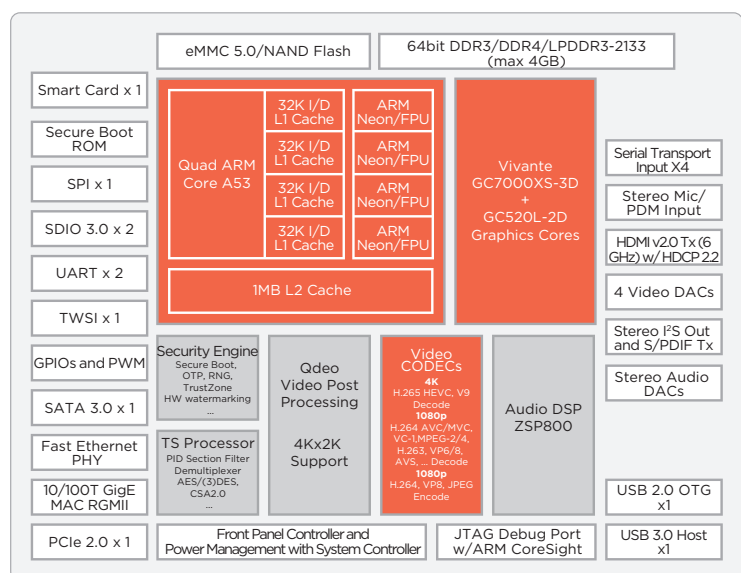 eMMC 5.0/NAND Flash
64bit DDR3/DDR4/LPDDR3-2133
(max 4GB)
Smart Card x 1
Secure Boot
ROM
SPI x 1
SDIO 3.0 x 2
UART x 2
TWSI x 1
GPIOs and PWM
SATA 3.0 x 1
Fast Ethernet
PHY
10/100T GigE
MAC RGMII
PCIe 2.0 x 1
Quad ARM
Core A53
32K I/D
L1 Cache
ARM
Neon/FPU
32K I/D
L1 Cache
ARM
Neon/FPU
32K I/D
L1 Cache
ARM
Neon/FPU
32K I/D
L1 Cache
ARM
Neon/FPU
1MB L2 Cache
Vivante
GC7000XS-3D
+
GC520L-2D
Graphics Cores
Security Engine
Secure Boot,
OTP, RNG,
TrustZone
HW watermarking
...
TS Processor
PID Section Filter
Demultiplexer
AES/(3)DES,
CSA2.0
...
Qdeo
Video Post
Processing
4Kx2K
Support
Video
CODECs
4K
H.265 HEVC, V9
Decode
1080p
H.264 AVC/MVC,
VC-1,MPEG-2/4,
H.263, VP6/8,
AVS, ... Decode
1080p
H.264, VP8, JPEG
Encode
Audio DSP
ZSP800
Front Panel Controller and
Power Management with System Controller
JTAG Debug Port
w/ARM CoreSight
Serial Transport
Input X4
Stereo Mic/
PDM Input
HDMI v2.0 Tx (6
GHz) w/ HDCP 2.2
4 Video DACs
Stereo I²S Out
and S/PDIF Tx
Stereo Audio
DACs
USB 2.0 OTG
x1
USB 3.0 Host
x1